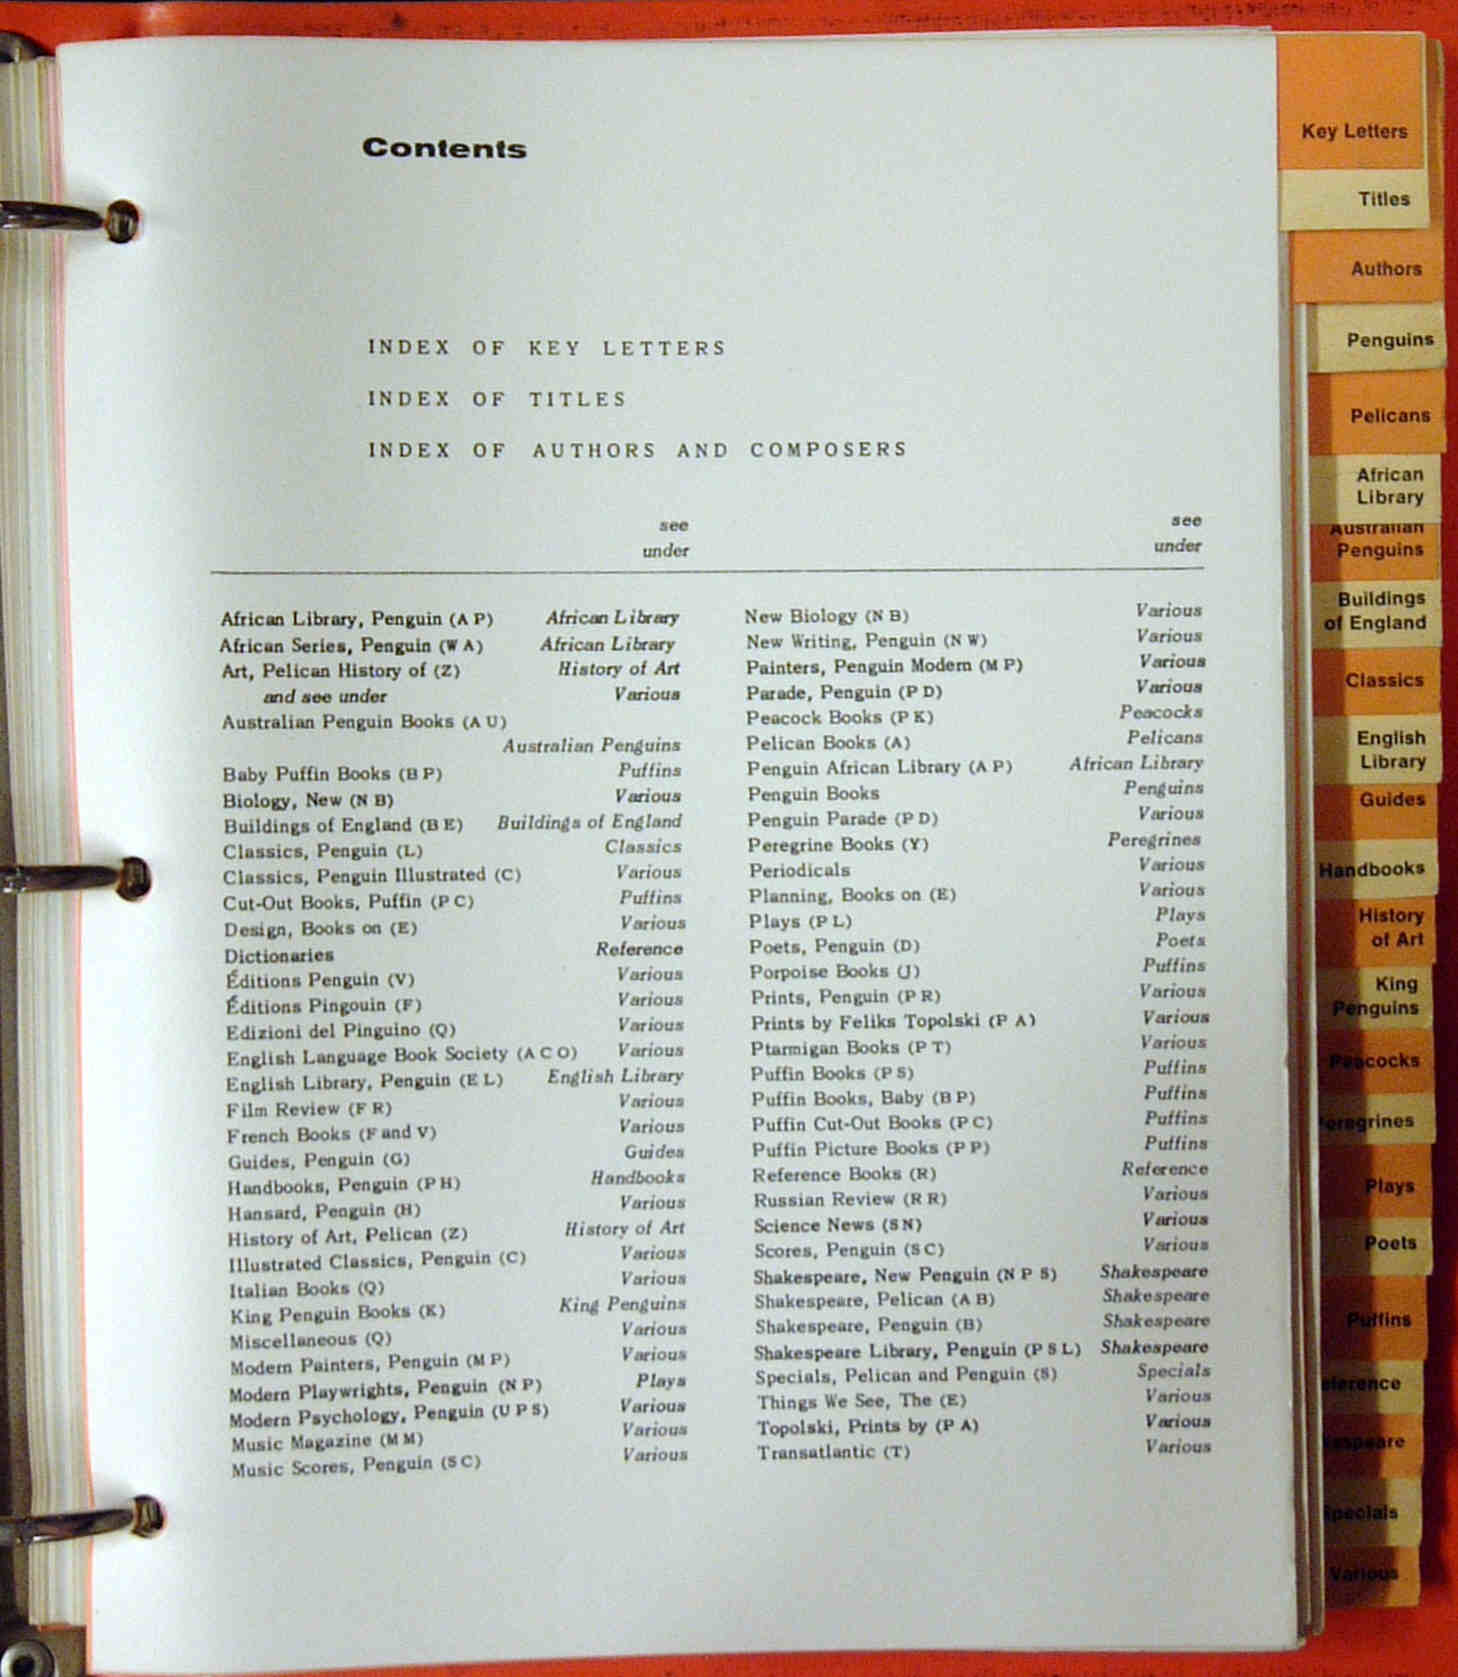 Contents
INDEX OF KEY LETTERS
INDEX OF TITLES
INDEX OF AUTHORS AND COMPOSERS
see
under
African Library, Penguin (A P) African Library
African Series, Penguin (W A) African Library
Art, Pelican History of (Z) History of Art
and see under Various
Australian Penguin Books (A U)
Australian Penguins
Baby Puffin Books (B P) Puffins
Biology, New (N B) Various
Buildings of England (B E) Buildings of England
Classics, Penguin (L) Classics
Classics, Penguin Illustrated (C) Various
Cut-Out Books, Puffin (P C) Puffins
Design, Books on (E) Various
Dictionaries Reference
Éditions Penguin (V) Various
Éditions Pingouin (F) Various
Edizioni del Pinguino (Q) Various
English Language Book Society (A C O) Various
English Library, Penguin (E L) English Library
Film Review (F R) Various
French Books (F and V) Various
Guides, Penguin (G) Guides
Handbooks, Penguin (P H) Handbooks
Hansard, Penguin (H) Various
History of Art, Pelican (Z) History of Art
Illustrated Classics, Penguin (C) Various
Italian Books (Q) Various
King Penguin Books (K) King Penguins
Miscellaneous (Q) Various
Modern Painters, Penguin (M P) Various
Modern Playwrights, Penguin (N P) Plays
Modern Psychology, Penguin (U P S) Various
Music Magazine (M M) Various
Music Scores, Penguin (S C) Various
see
under
New Biology (N B) Various
New Writing, Penguin (N W) Various
Painters, Penguin Modern (M P) Various
Parade, Penguin (P D) Various
Peacock Books (P K) Peacocks
Pelican Books (A) Pelicans
Penguin African Library (A P) African Library
Penguin Books Penguins
Penguin Parade (P D) Various
Peregrine Books (Y) Peregrines
Periodicals Various
Planning, Books on (E) Various
Plays (P L) Plays
Poets, Penguin (D) Poets
Porpoise Books (J) Puffins
Prints, Penguin (P R) Various
Prints by Feliks Topolski (P A) Various
Ptarmigan Books (P T) Various
Puffin Books (P S) Puffins
Puffin Books, Baby (B P) Puffins
Puffin Cut-Out Books (P C) Puffins
Puffin Picture Books (P P) Puffins
Reference Books (R) Reference
Russian Review (R R) Various
Science News (S N) Various
Scores, Penguin (S C) Various
Shakespeare, New Penguin (N P S) Shakespeare
Shakespeare, Pelican (A B) Shakespeare
Shakespeare, Penguin (B) Shakespeare
Shakespeare Library, Penguin (P S L) Shakespeare
Specials, Pelican and Penguin (S) Specials
Things We See, The (E) Various
Topolski, Prints by (P A) Various
Transatlantic (T) Various
Key Letters
Titles
Authors
Penguins
Pelicans
African
Library
Australian
Penguins
Buildings
of England
Classics
English
Library
Guides
Handbooks
History
of Art
King
Penguins
Peacocks
Peregrines
Plays
Poets
Puffins
Reference
Shakespeare
Specials
Various